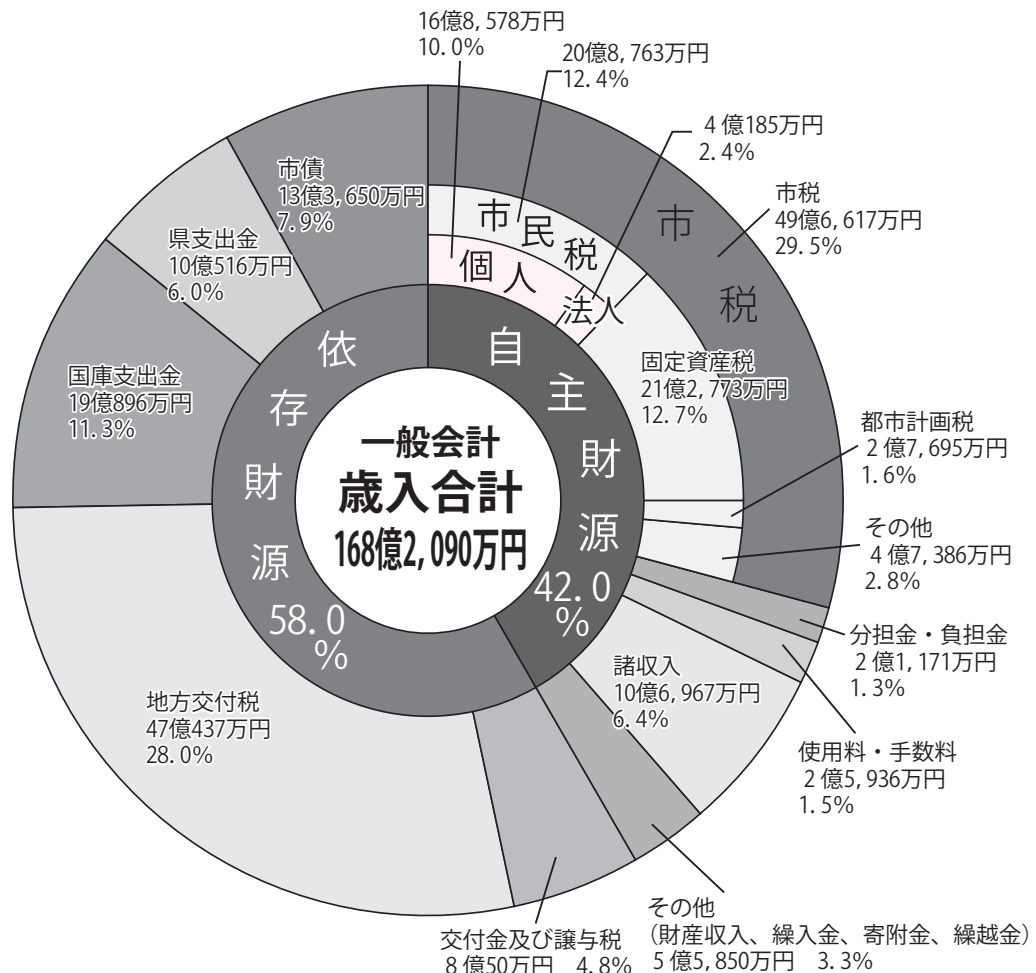 16億8,578万円
10.0%
20億8,763万円
12.4%
4億185万円
2.4%
市税
49億6,617万円
29.5%
市税
市民税
個人
法人
固定資産税
21億2,773万円
12.7%
都市計画税
2億7,695万円
1.6%
その他
4億7,386万円
2.8%
分担金・負担金
2億1,171万円
1.3%
使用料・手数料
2億5,936万円
1.5%
諸収入
10億6,967万円
6.4%
その他
(財産収入、繰入金、寄附金、繰越金)
5億5,850万円 3.3%
交付金及び譲与税
8億50万円 4.8%
地方交付税
47億437万円
28.0%
国庫支出金
19億896万円
11.3%
県支出金
10億516万円
6.0%
市債
13億3,650万円
7.9%
自主財源
42.0
%
依存財源
58.0
%
一般会計
歳入合計
168億2,090万円